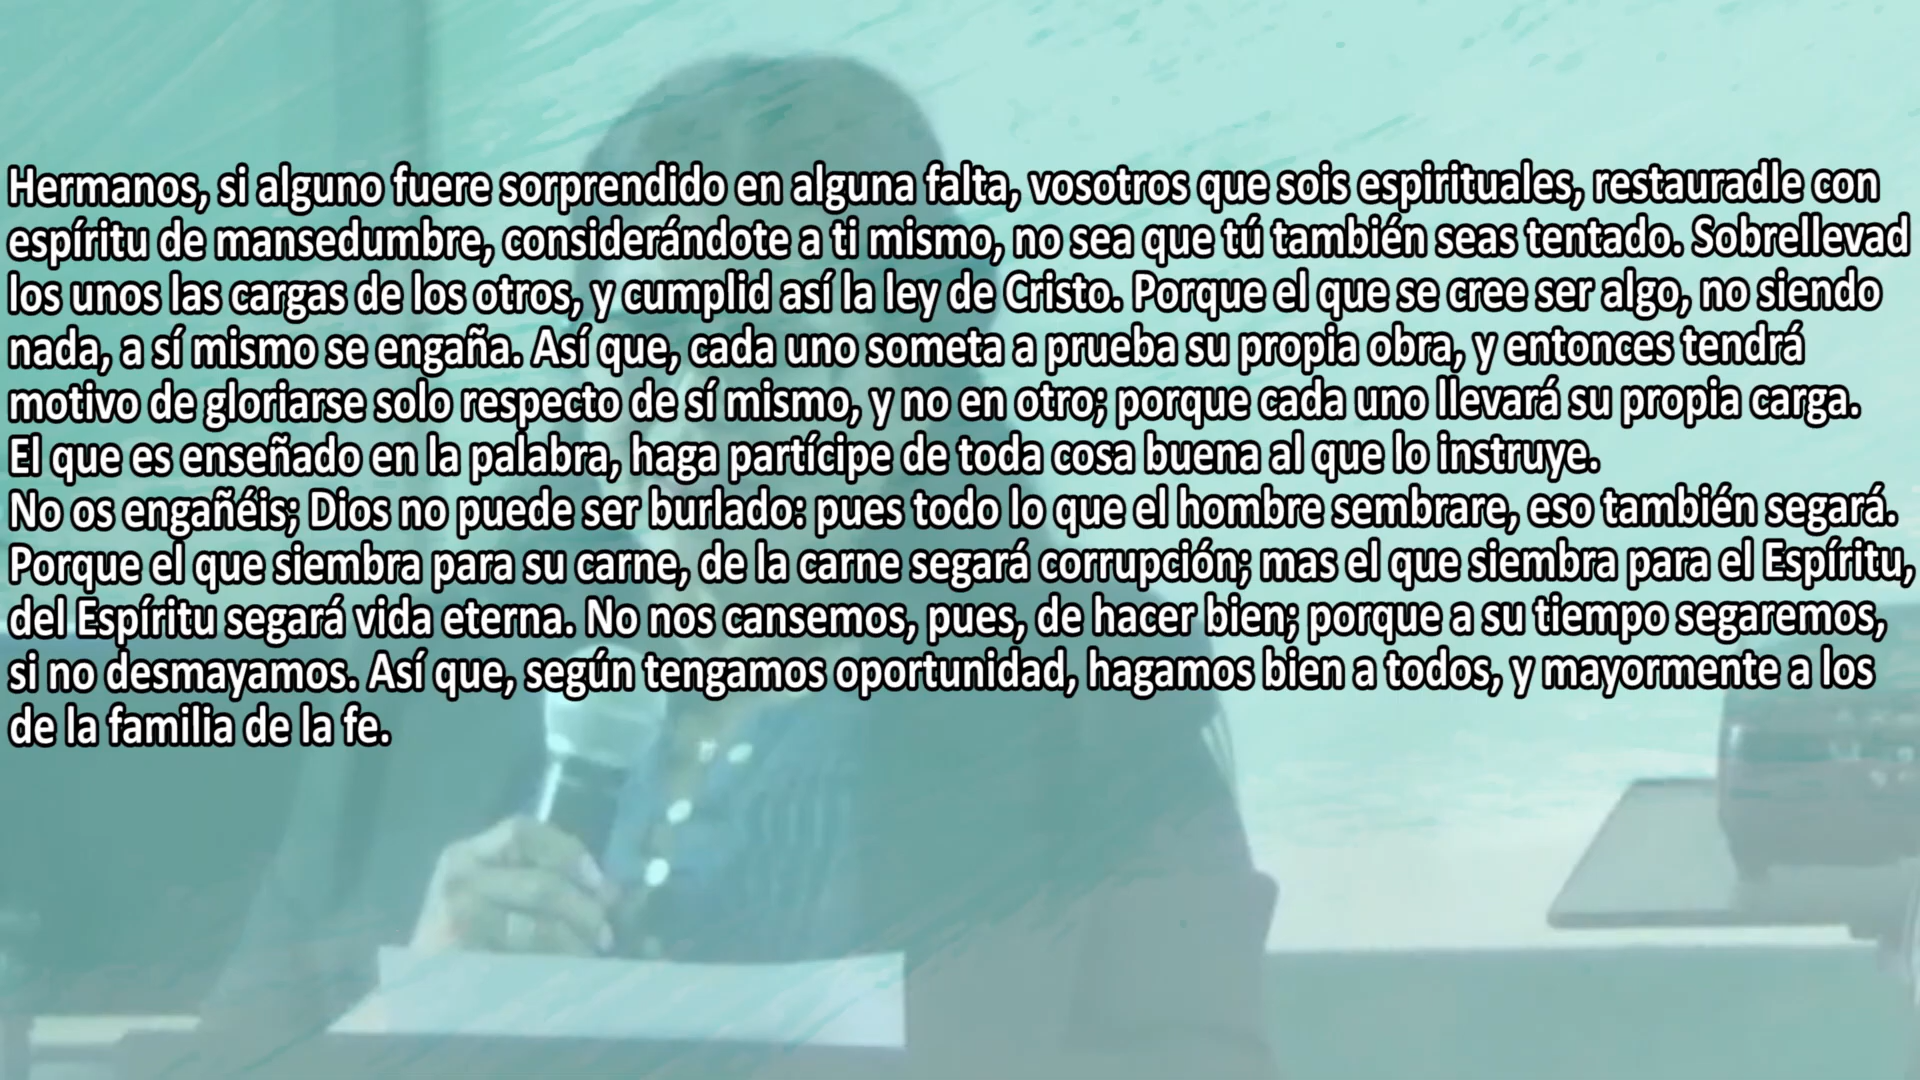 Hermanos, si alguno fuere sorprendido en alguna falta, vosotros que sois espirituales, restauradle con
espíritu de mansedumbre, considerándote a ti mismo, no sea que tú también seas tentado. Sobrellevad
los unos las cargas de los otros, y cumplid así la ley de Cristo. Porque el que se cree ser algo, no siendo
nada, a sí mismo se engaña. Así que, cada uno someta a prueba su propia obra, y entonces tendrá
motivo de gloriarse solo respecto de sí mismo, y no en otro; porque cada uno llevará su propia carga.
El que es enseñado en la palabra, haga partícipe de toda cosa buena al que lo instruye.
No os engañéis; Dios no puede ser burlado: pues todo lo que el hombre sembrare, eso también segará.
Porque el que siembra para su carne, de la carne segará corrupción; mas el que siembra para el Espíritu,
del Espíritu segará vida eterna. No nos cansemos, pues, de hacer bien; porque a su tiempo segaremos,
si no desmayamos. Así que, según tengamos oportunidad, hagamos bien a todos, y mayormente a los
de la familia de la fe.